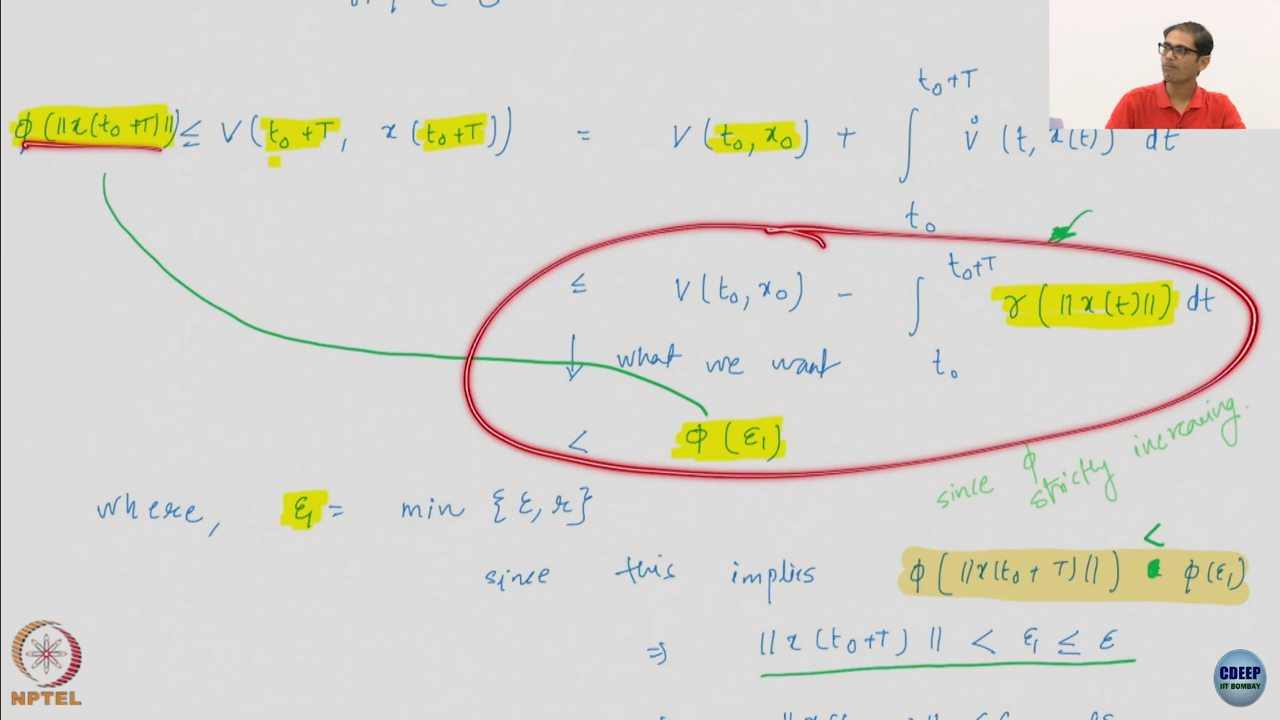 ϕ(||x(t₀+T)||) ≤ V(t₀+T, x(t₀+T)) = V(t₀, x₀) + ∫_{t₀}^{t₀+T} V̇(t, x(t)) dt
≤ V(t₀, x₀) - ∫_{t₀}^{t₀+T} γ(||x(t)||) dt
↓ what we want
< ϕ(ε₁)
since ϕ strictly increasing.
where, ε₁ = min {ε, r}
since this implies ϕ(||x(t₀+T)||) < ϕ(ε₁)
⇒ ||x(t₀+T)|| < ε₁ ≤ ε
NPTEL
CDEEP
IIT BOMBAY